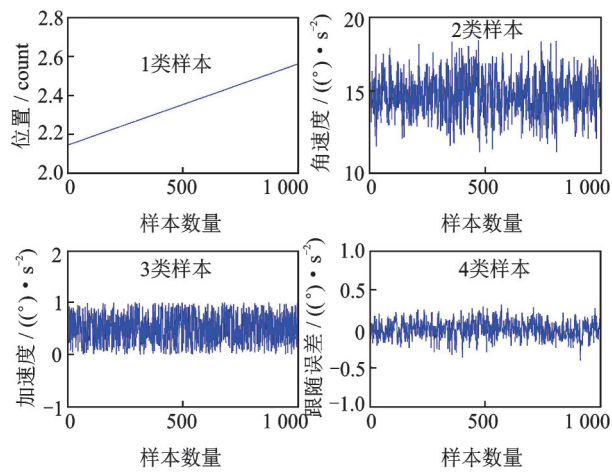 2.8
2.6
2.4
2.2
2.0
位置 / count
1类样本
0
500
1 000
样本数量
20
15
10
角速度 / ((°)·s⁻²)
2类样本
0
500
1 000
样本数量
2
1
0
−1
加速度 / ((°)·s⁻²)
3类样本
0
500
1 000
样本数量
1.0
0.5
0
−0.5
−1.0
跟随误差 / ((°)·s⁻²)
4类样本
0
500
1 000
样本数量